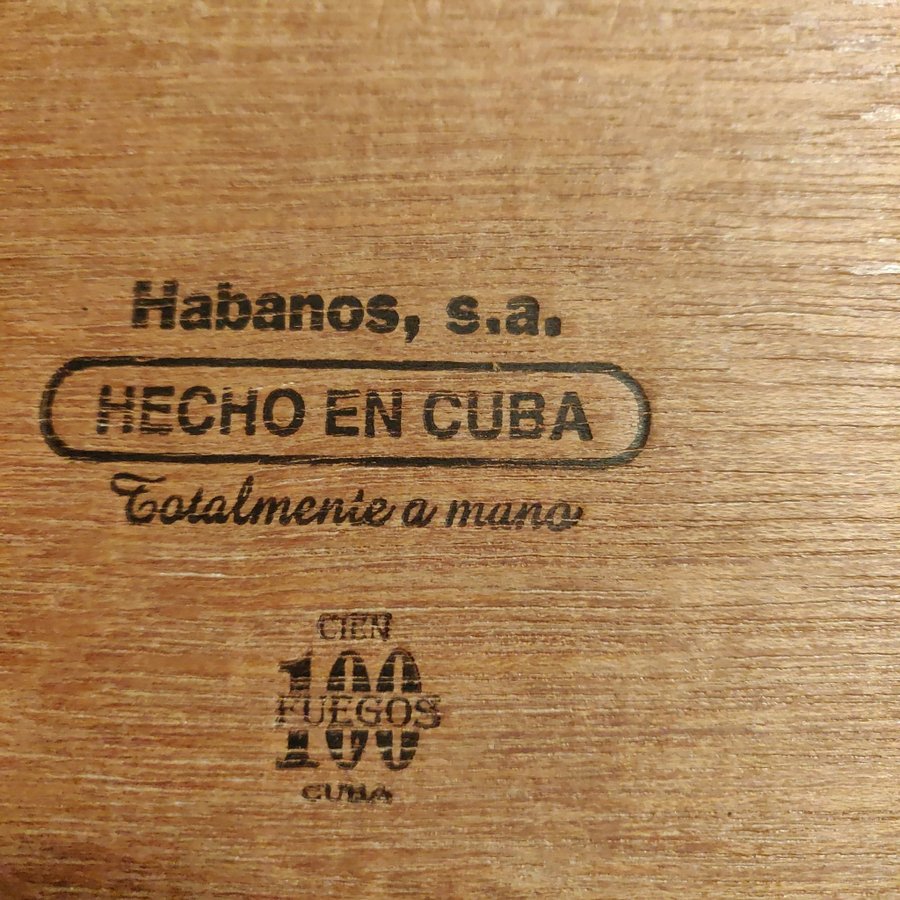 Habanos, s.a.
HECHO EN CUBA
Totalmente a mano
CIEN
100
FUEGOS
CUBA